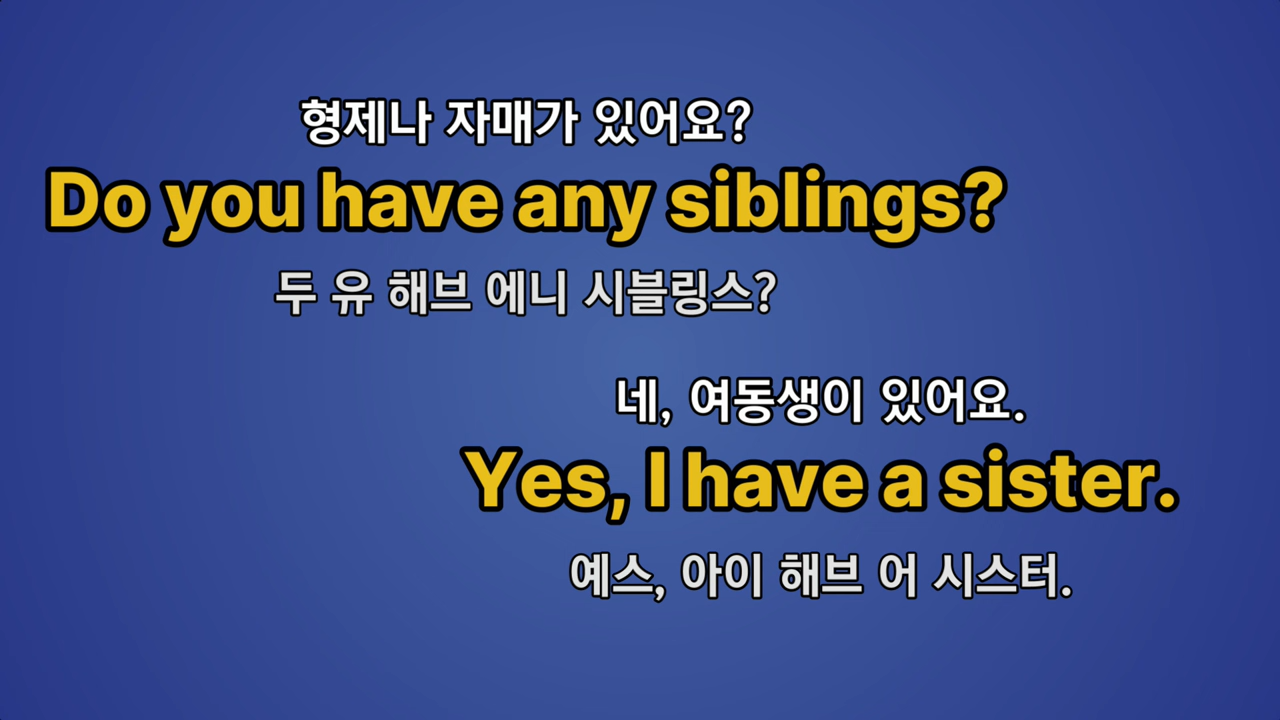 형제나 자매가 있어요?
Do you have any siblings?
두 유 해브 에니 시블링스?
네, 여동생이 있어요.
Yes, I have a sister.
예스, 아이 해브 어 시스터.